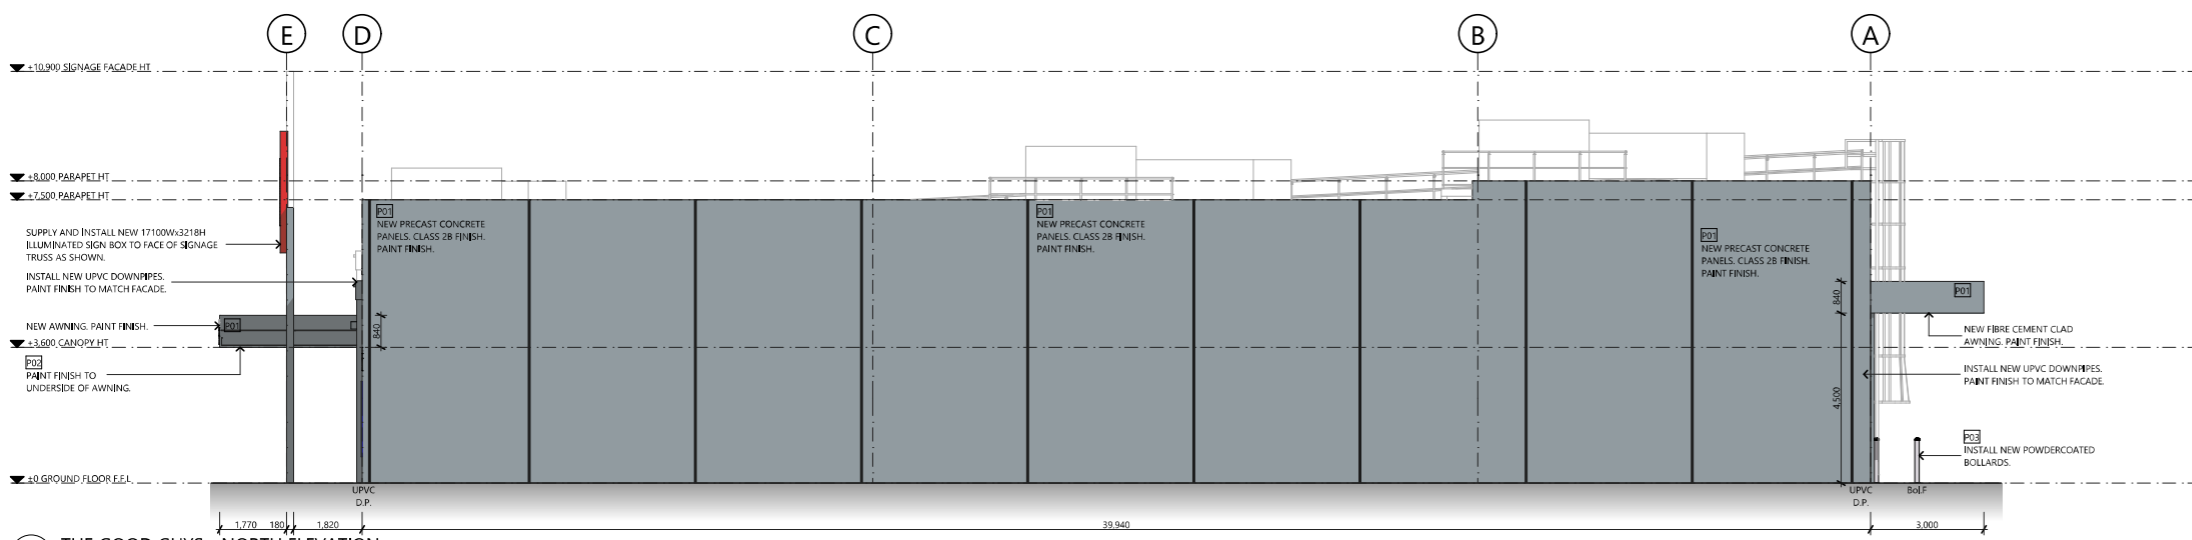 E
D
C
B
A
+10,900 SIGNAGE FACADE HT
+8,000 PARAPET HT
+7,500 PARAPET HT
SUPPLY AND INSTALL NEW 17100Wx3218H
ILLUMINATED SIGN BOX TO FACE OF SIGNAGE
TRUSS AS SHOWN.
INSTALL NEW UPVC DOWNPIPES.
PAINT FINISH TO MATCH FACADE.
NEW AWNING. PAINT FINISH.
P01
840
+3,600 CANOPY HT
P02
PAINT FINISH TO
UNDERSIDE OF AWNING.
±0 GROUND FLOOR F.F.L
P01
NEW PRECAST CONCRETE
PANELS. CLASS 2B FINISH.
PAINT FINISH.
P01
NEW PRECAST CONCRETE
PANELS. CLASS 2B FINISH.
PAINT FINISH.
P01
NEW PRECAST CONCRETE
PANELS. CLASS 2B FINISH.
PAINT FINISH.
840
4,500
P01
NEW FIBRE CEMENT CLAD
AWNING. PAINT FINISH.
INSTALL NEW UPVC DOWNPIPES.
PAINT FINISH TO MATCH FACADE.
P03
INSTALL NEW POWDERCOATED
BOLLARDS.
UPVC
D.P.
UPVC
D.P.
Bol.F
1,770 180 1,820 39,940 3,000
THE GOOD GUYS - NORTH ELEVATION